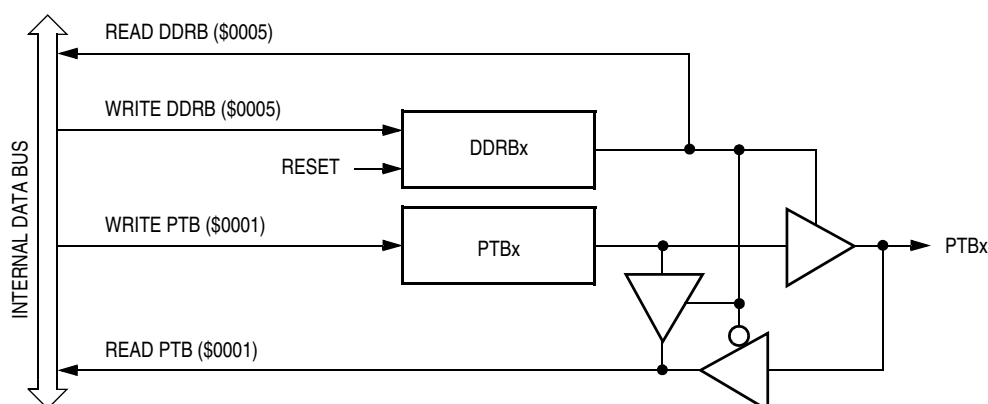 READ DDRB ($0005)
WRITE DDRB ($0005)
DDRBx
RESET
INTERNAL DATA BUS
WRITE PTB ($0001)
PTBx
PTBx
READ PTB ($0001)